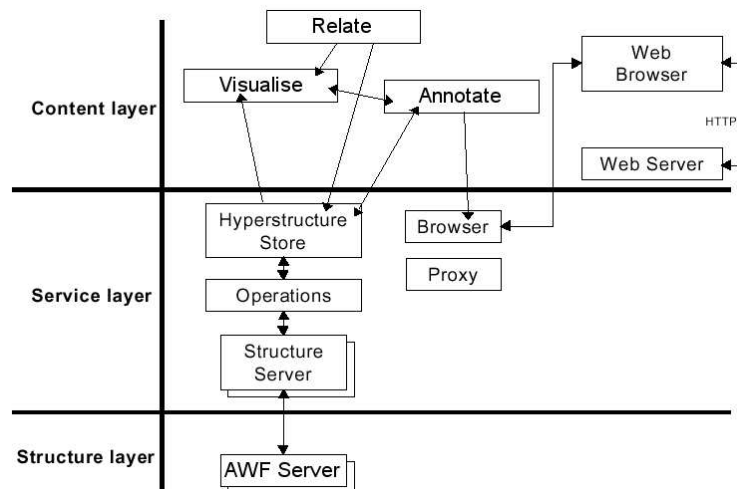 Relate
Visualise
Annotate
Web
Browser
Content layer
HTTP
Web Server
Hyperstructure
Store
Browser
Proxy
Service layer
Operations
Structure
Server
Structure layer
AWF Server